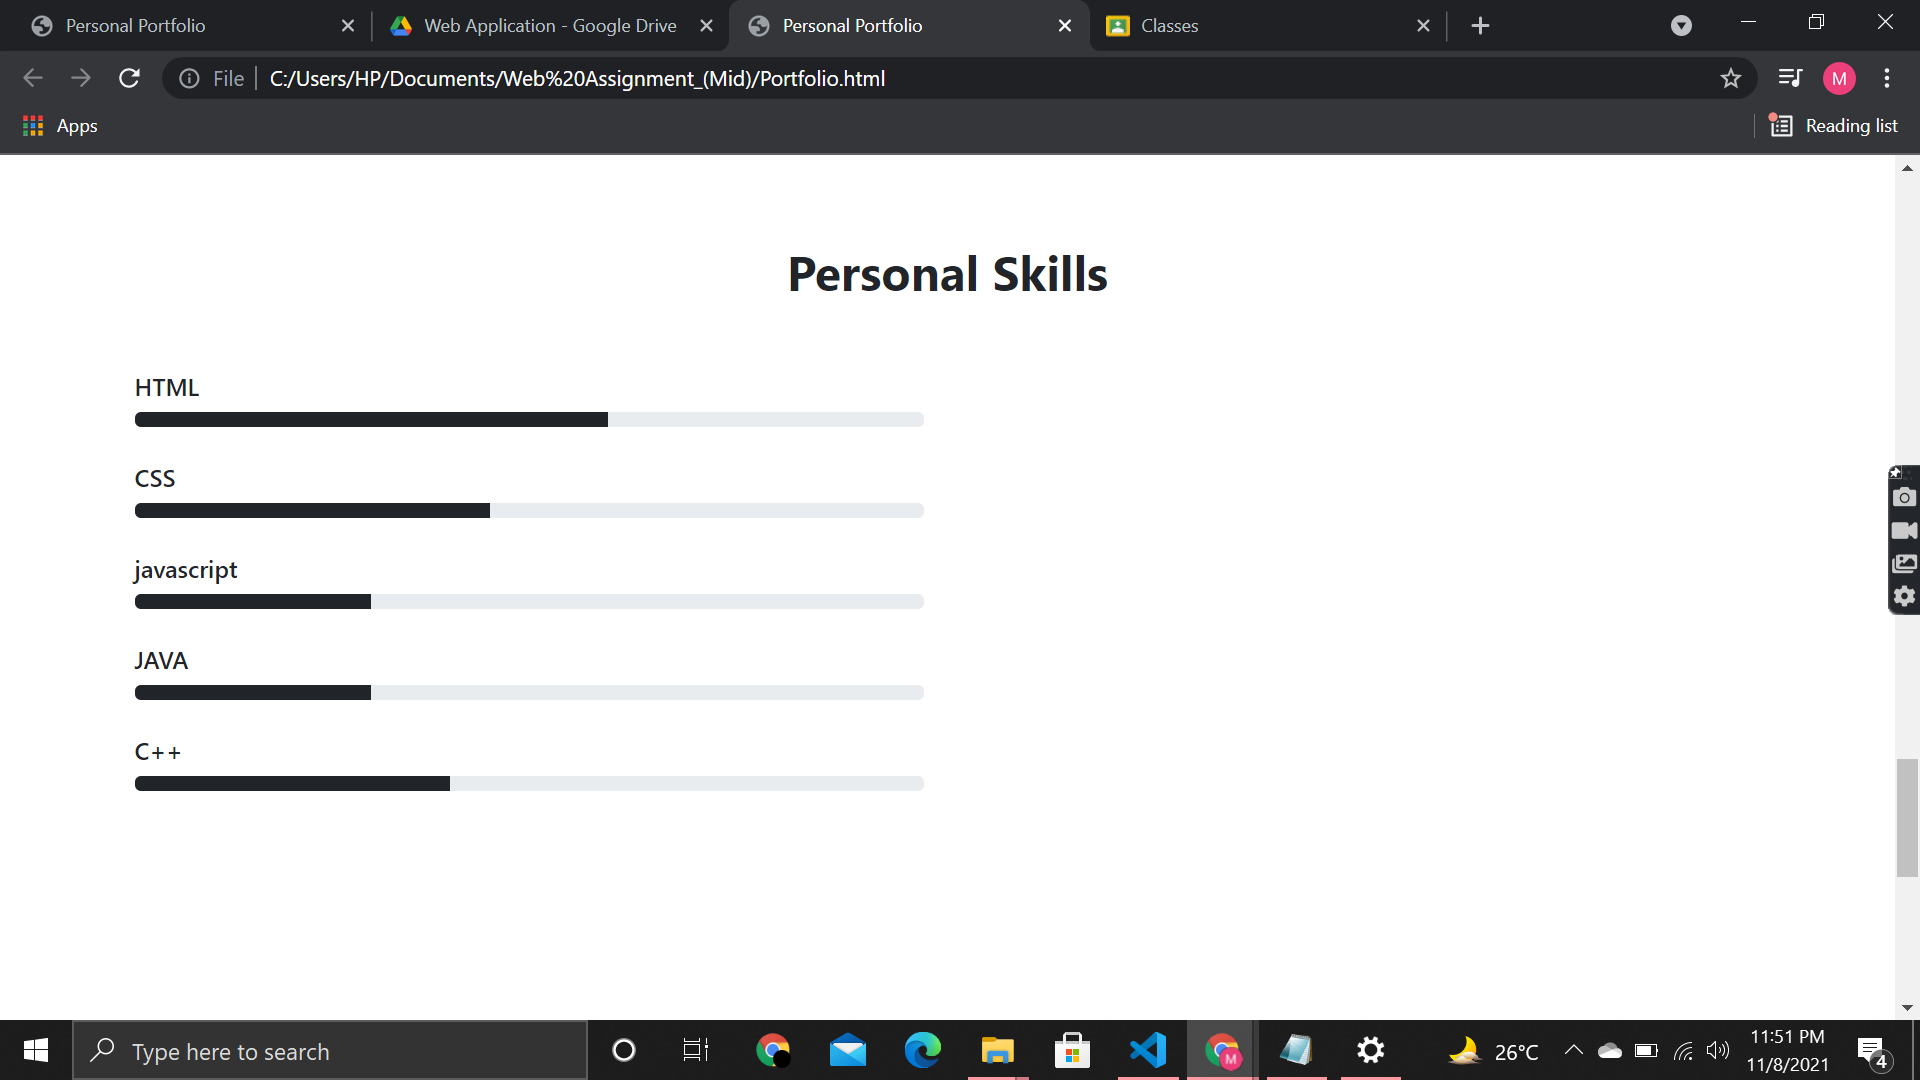 Personal Portfolio
Web Application - Google Drive
Personal Portfolio
Classes
File
C:/Users/HP/Documents/Web%20Assignment_(Mid)/Portfolio.html
M
Apps
Reading list
Personal Skills
HTML
CSS
javascript
JAVA
C++
Type here to search
M
26°C
11:51 PM
11/8/2021
4